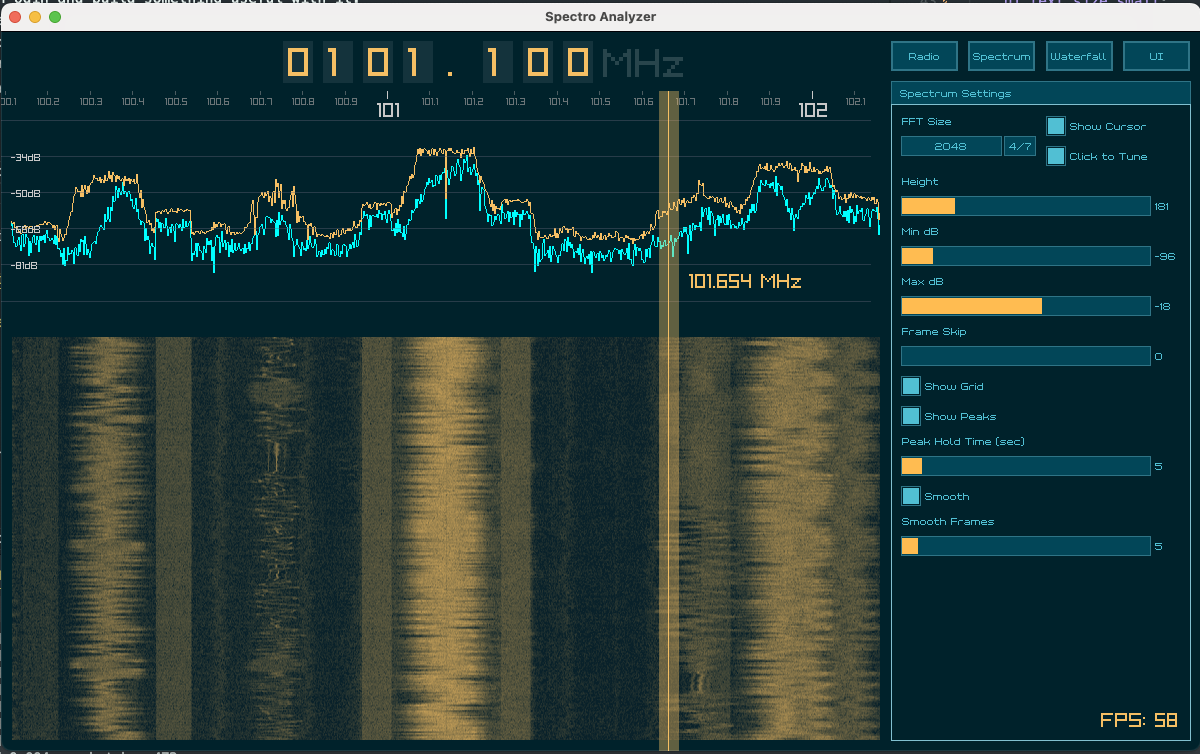 Spectro Analyzer
0101.100 MHz
Radio Spectrum Waterfall UI
100.2 100.3 100.4 100.5 100.6 100.7 100.8 100.9 101 101.1 101.2 101.3 101.4 101.5 101.6 101.7 101.8 101.9 102 102.1
-34dB
-50dB
-81dB
101.654 MHz
Spectrum Settings
FFT Size
2048 4/7
Show Cursor
Click to Tune
Height
181
Min dB
-96
Max dB
-18
Frame Skip
0
Show Grid
Show Peaks
Peak Hold Time (sec)
5
Smooth
Smooth Frames
5
FPS: 58